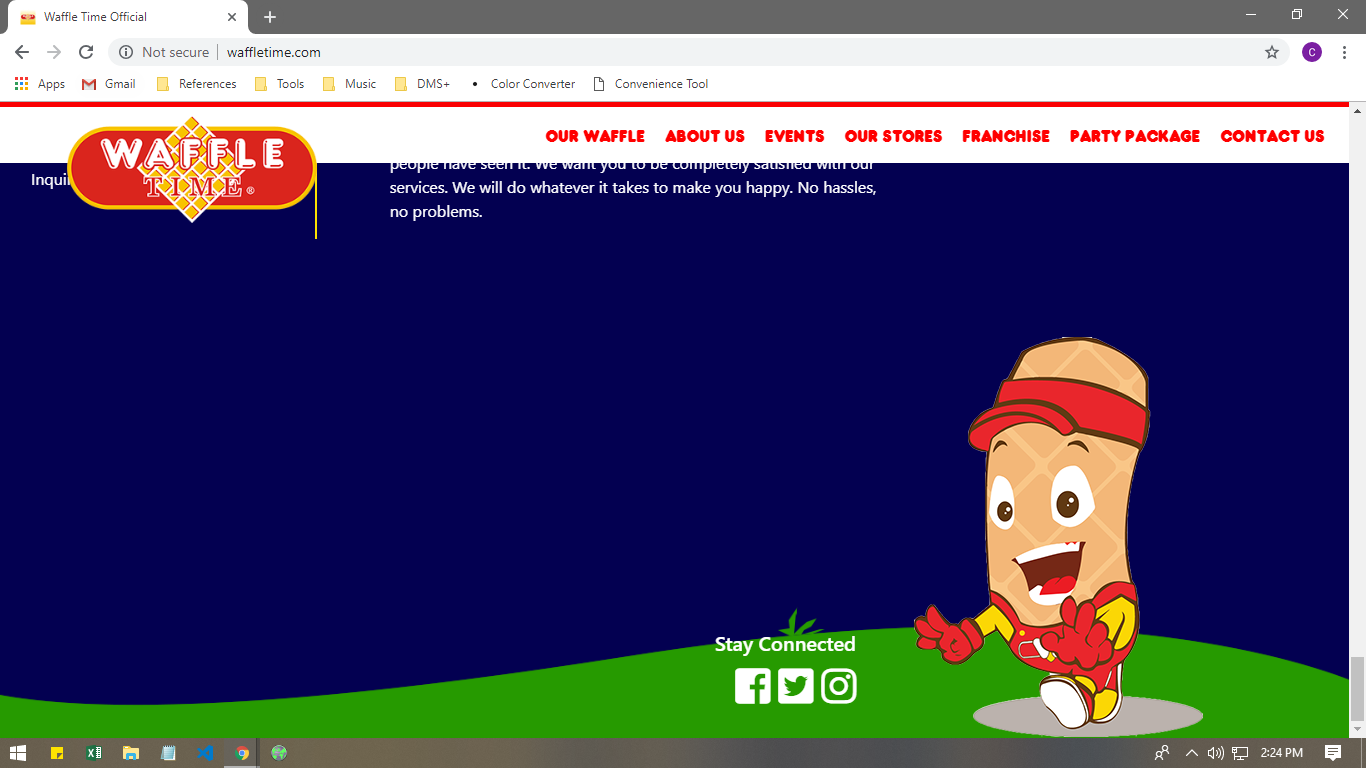 Waffle Time Official
Not secure
waffletime.com
Apps
Gmail
References
Tools
Music
DMS+
Color Converter
Convenience Tool
WAFFLE
TIME ®
OUR WAFFLE
ABOUT US
EVENTS
OUR STORES
FRANCHISE
PARTY PACKAGE
CONTACT US
people have seen it. We want you to be completely satisfied with our
services. We will do whatever it takes to make you happy. No hassles,
no problems.
Stay Connected
C
2:24 PM